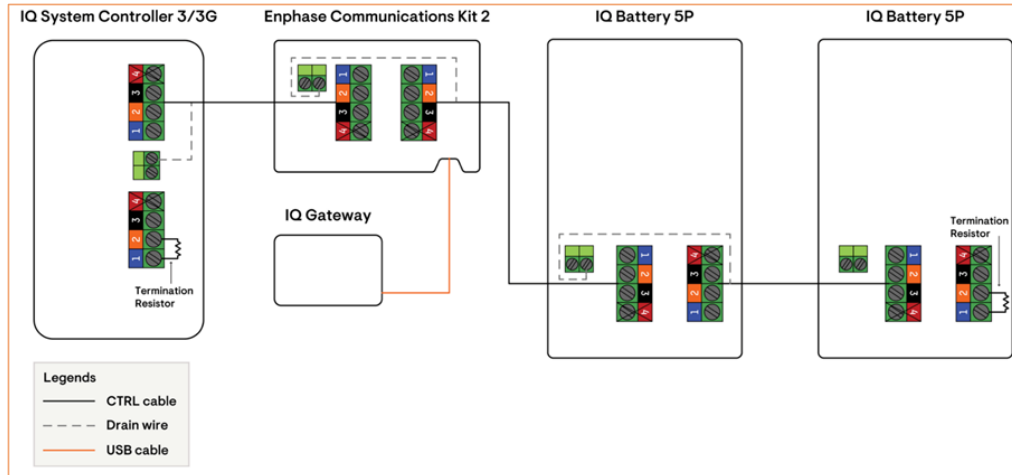 IQ System Controller 3/3G
Enphase Communications Kit 2
IQ Battery 5P
IQ Battery 5P
4
3
2
1
4
3
2
1
Termination
Resistor
1
2
3
4
1
2
3
4
IQ Gateway
1
2
3
4
4
3
2
1
1
2
3
4
4
3
2
1
Termination
Resistor
Legends
CTRL cable
Drain wire
USB cable